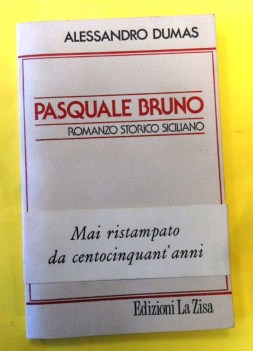 ALESSANDRO DUMAS
PASQUALE BRUNO
ROMANZO STORICO SICILIANO
Mai ristampato
da centocinquant'anni
Edizioni La Zisa